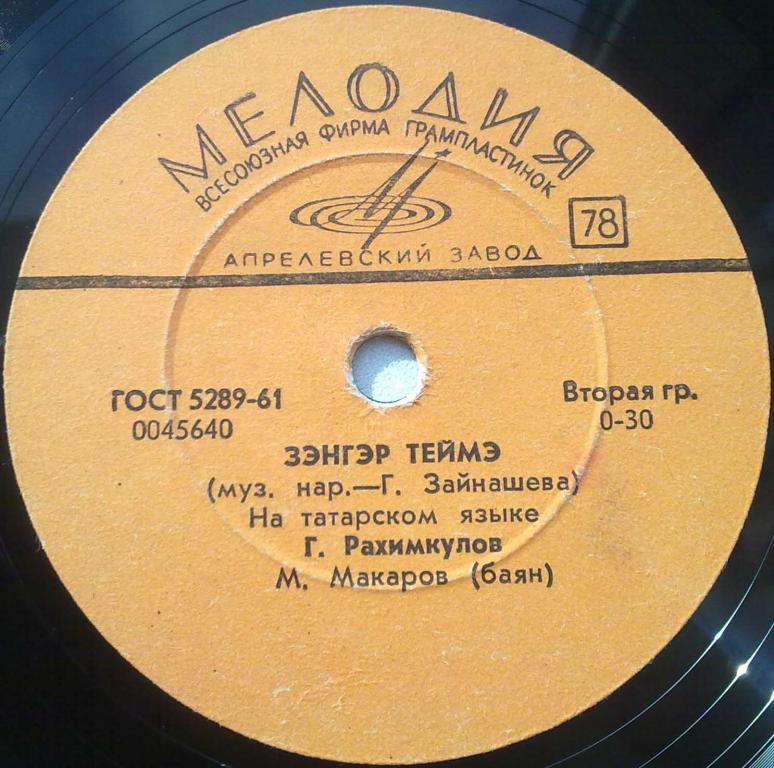 МЕЛОДИЯ
ВСЕСОЮЗНАЯ ФИРМА ГРАМПЛАСТИНОК
78
АПРЕЛЕВСКИЙ ЗАВОД
ГОСТ 5289-61
0045640
Вторая гр.
0-30
ЗЭНГЭР ТЕЙМЭ
(муз. нар.—Г. Зайнашева)
На татарском языке
Г. Рахимкулов
М. Макаров (баян)